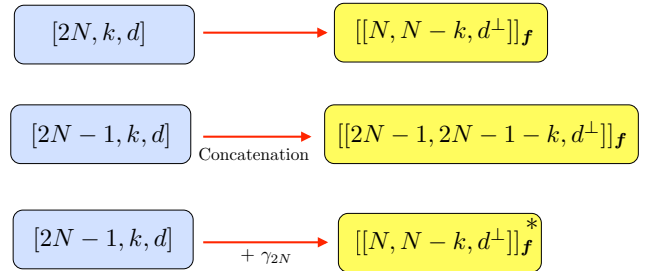 [2N, k, d] [[N, N − k, d^⊥]]_f
[2N − 1, k, d] [[2N − 1, 2N − 1 − k, d^⊥]]_f
Concatenation
[2N − 1, k, d] [[N, N − k, d^⊥]]_f^*
+ γ_{2N}